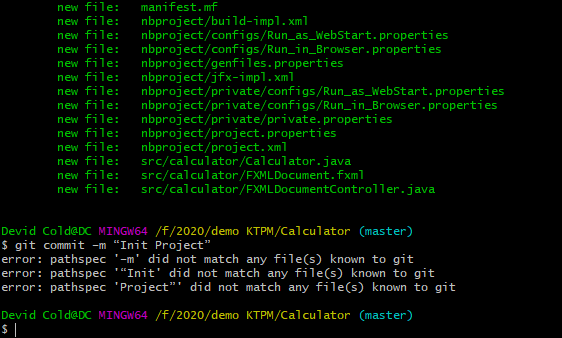 new file:   manifest.mf
new file:   nbproject/build-impl.xml
new file:   nbproject/configs/Run_as_WebStart.properties
new file:   nbproject/configs/Run_in_Browser.properties
new file:   nbproject/genfiles.properties
new file:   nbproject/jfx-impl.xml
new file:   nbproject/private/configs/Run_as_WebStart.properties
new file:   nbproject/private/configs/Run_in_Browser.properties
new file:   nbproject/private/private.properties
new file:   nbproject/project.properties
new file:   nbproject/project.xml
new file:   src/calculator/Calculator.java
new file:   src/calculator/FXMLDocument.fxml
new file:   src/calculator/FXMLDocumentController.java
Devid Cold@DC MINGW64 /f/2020/demo KTPM/Calculator (master)
$ git commit –m “Init Project”
error: pathspec '–m' did not match any file(s) known to git
error: pathspec '“Init' did not match any file(s) known to git
error: pathspec 'Project”' did not match any file(s) known to git
Devid Cold@DC MINGW64 /f/2020/demo KTPM/Calculator (master)
$